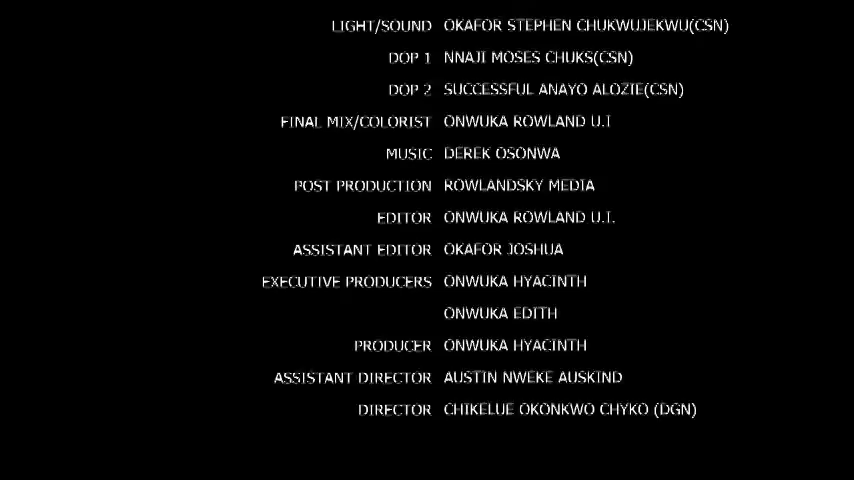 LIGHT/SOUND OKAFOR STEPHEN CHUKWUJEKWU(CSN)
DOP 1 NNAJI MOSES CHUKS(CSN)
DOP 2 SUCCESSFUL ANAYO ALOZIE(CSN)
FINAL MIX/COLORIST ONWUKA ROWLAND U.I
MUSIC DEREK OSONWA
POST PRODUCTION ROWLANDSKY MEDIA
EDITOR ONWUKA ROWLAND U.I.
ASSISTANT EDITOR OKAFOR JOSHUA
EXECUTIVE PRODUCERS ONWUKA HYACINTH
ONWUKA EDITH
PRODUCER ONWUKA HYACINTH
ASSISTANT DIRECTOR AUSTIN NWEKE AUSKIND
DIRECTOR CHIKELUE OKONKWO CHYKO (DGN)